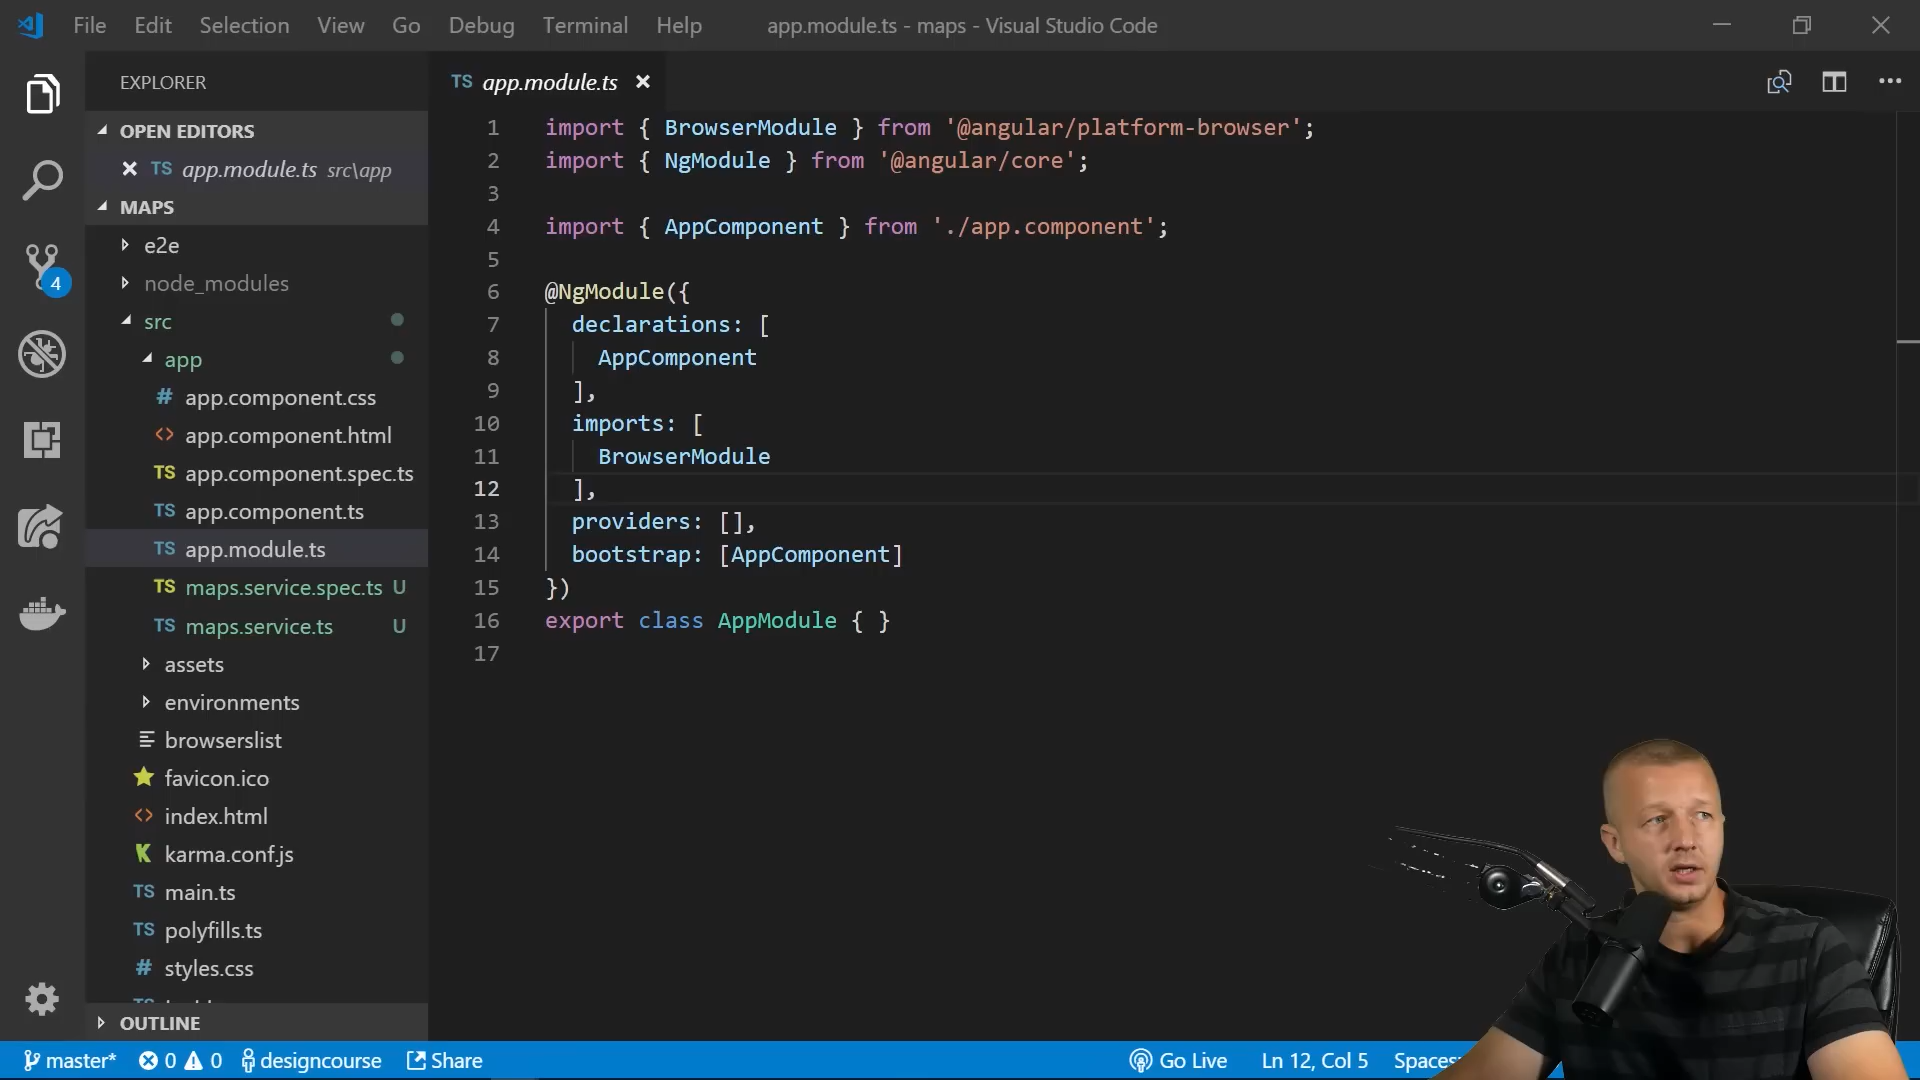 File Edit Selection View Go Debug Terminal Help app.module.ts - maps - Visual Studio Code
EXPLORER
OPEN EDITORS
TS app.module.ts src\app
MAPS
e2e
node_modules
src
app
# app.component.css
<> app.component.html
TS app.component.spec.ts
TS app.component.ts
TS app.module.ts
TS maps.service.spec.ts U
TS maps.service.ts U
assets
environments
browserslist
favicon.ico
<> index.html
K karma.conf.js
TS main.ts
TS polyfills.ts
# styles.css
OUTLINE
4
TS app.module.ts
1 import { BrowserModule } from '@angular/platform-browser';
2 import { NgModule } from '@angular/core';
3
4 import { AppComponent } from './app.component';
5
6 @NgModule({
7 declarations: [
8 AppComponent
9 ],
10 imports: [
11 BrowserModule
12 ],
13 providers: [],
14 bootstrap: [AppComponent]
15 })
16 export class AppModule { }
17
master* 0 0 designcourse Share Go Live Ln 12, Col 5 Spaces